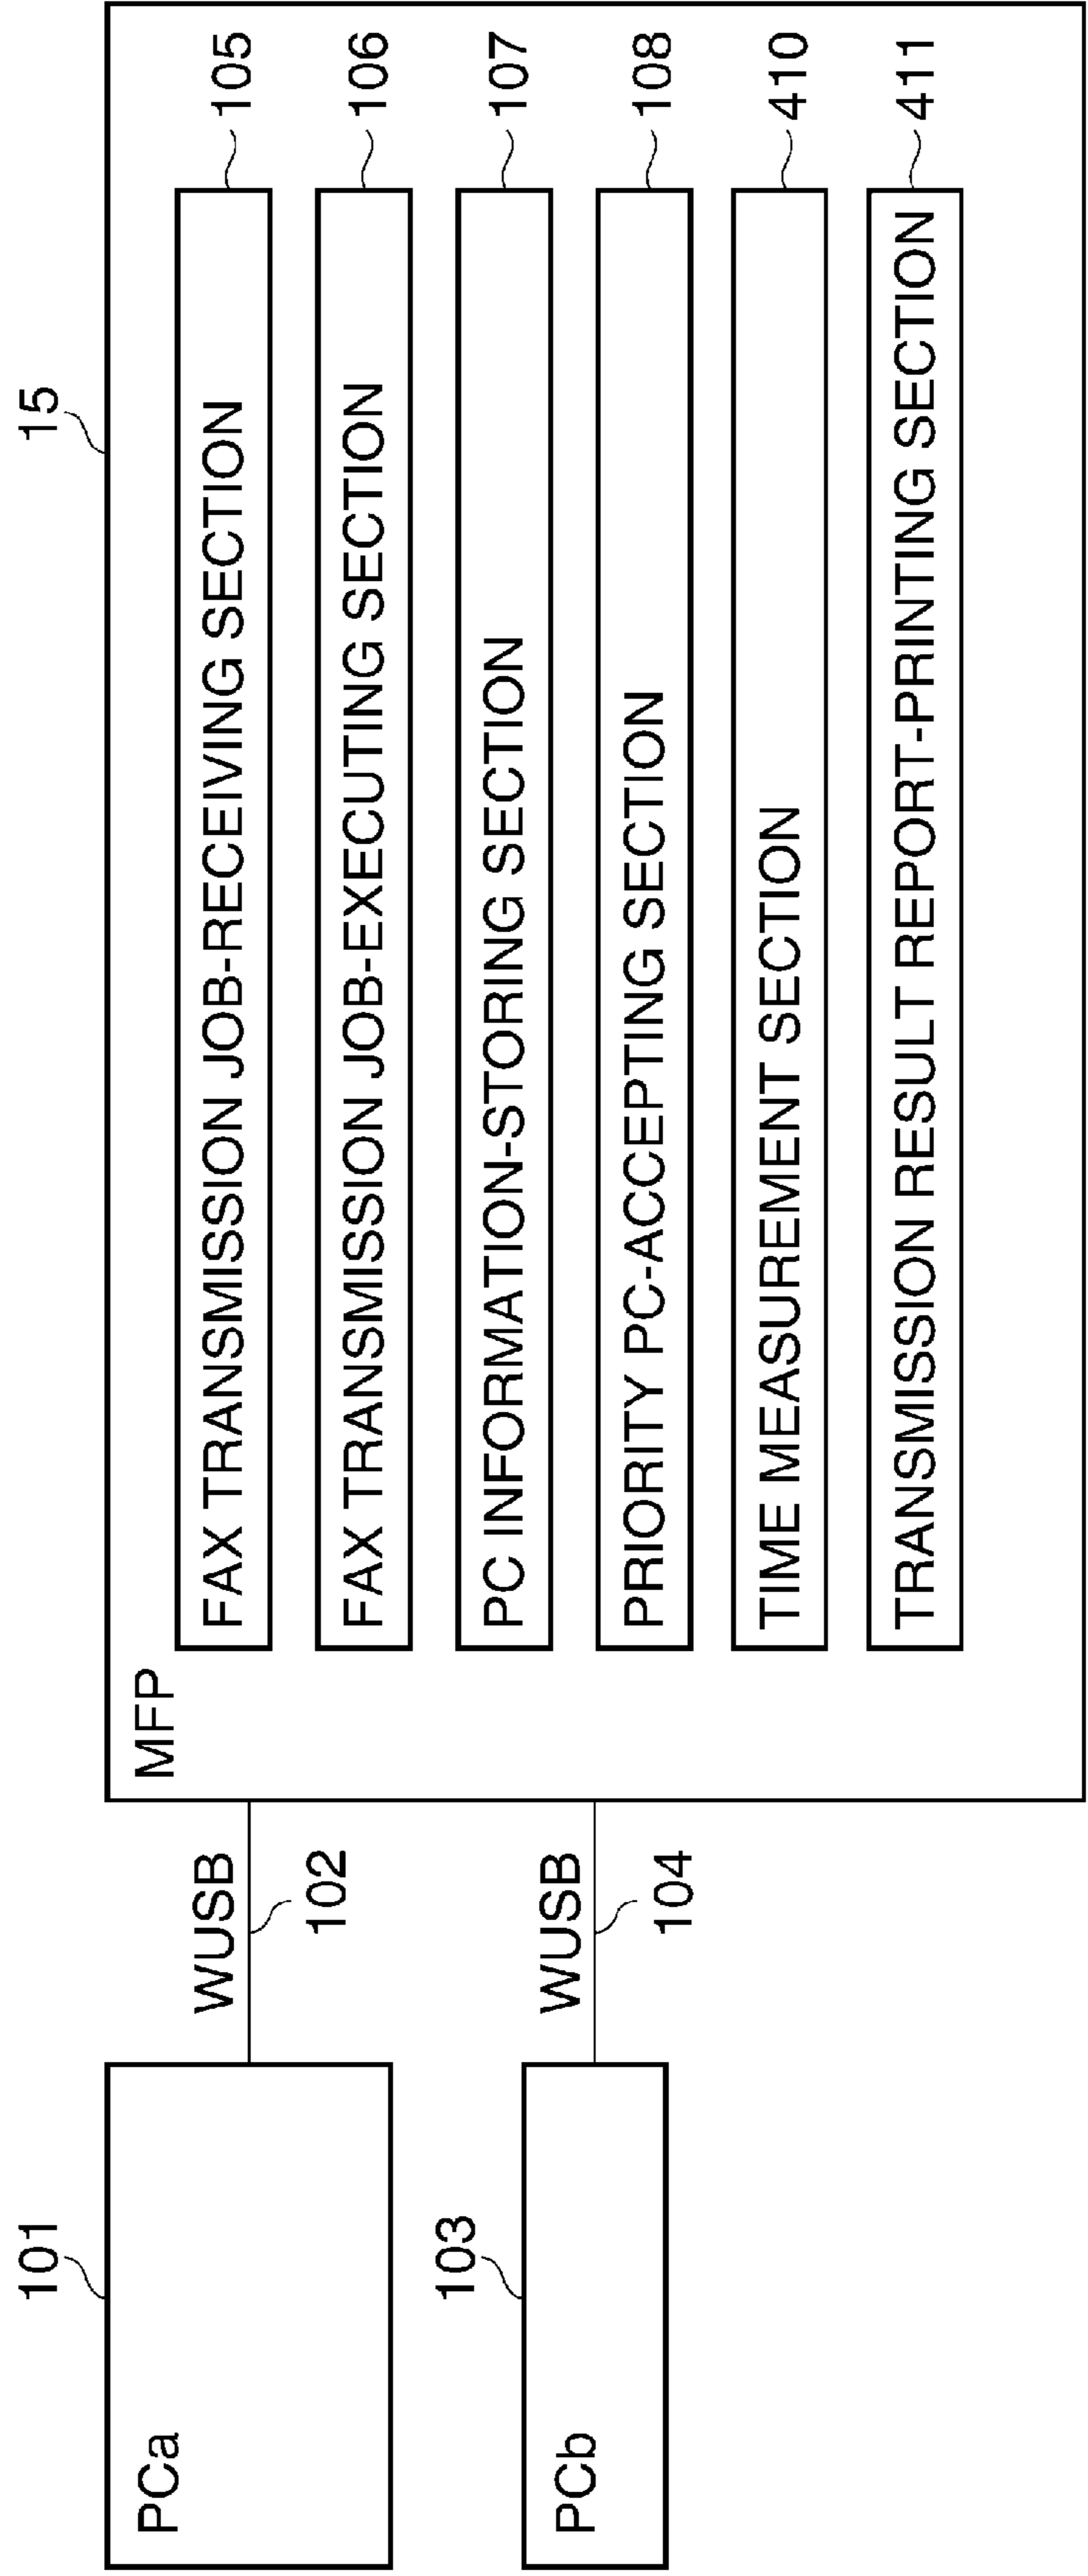 101
PCa
WUSB
102
103
PCb
WUSB
104
15
MFP
FAX TRANSMISSION JOB-RECEIVING SECTION
105
FAX TRANSMISSION JOB-EXECUTING SECTION
106
PC INFORMATION-STORING SECTION
107
PRIORITY PC-ACCEPTING SECTION
108
TIME MEASUREMENT SECTION
410
TRANSMISSION RESULT REPORT-PRINTING SECTION
411